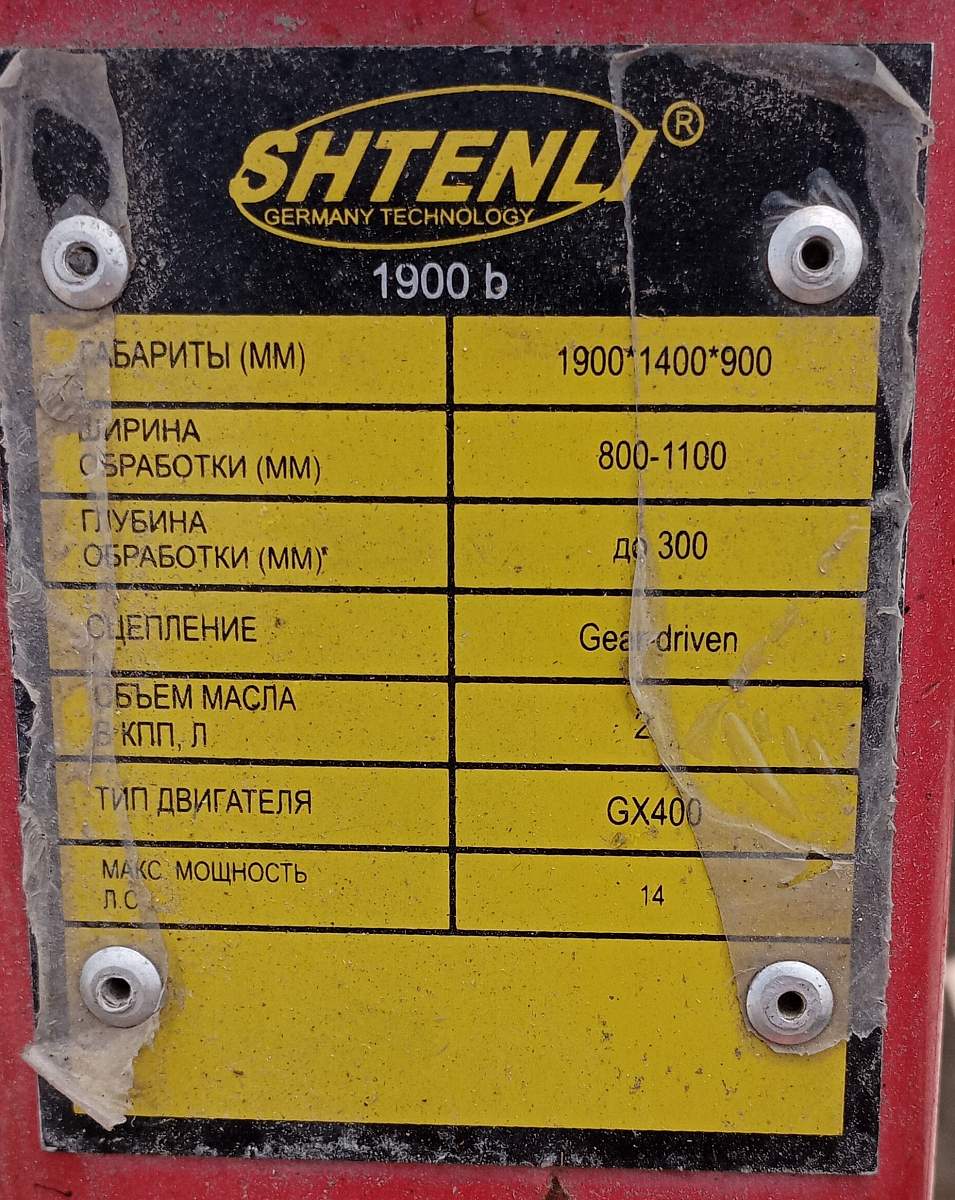 SHTENLI ®
GERMANY TECHNOLOGY
1900 b
ГАБАРИТЫ (ММ) 1900*1400*900
ШИРИНА
ОБРАБОТКИ (ММ) 800-1100
ГЛУБИНА
ОБРАБОТКИ (ММ)* до 300
СЦЕПЛЕНИЕ Gear-driven
ОБЪЕМ МАСЛА
В КПП, Л 2
ТИП ДВИГАТЕЛЯ GX400
МАКС. МОЩНОСТЬ
Л.С 14